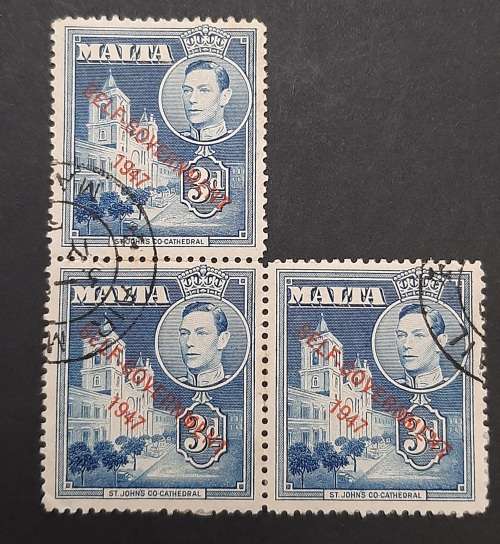 MALTA
SELF-GOVERNMENT
1947
3d
ST. JOHN'S CO-CATHEDRAL
MALTA
SELF-GOVERNMENT
1947
3d
ST. JOHN'S CO-CATHEDRAL
MALTA
SELF-GOVERNMENT
1947
3d
ST. JOHN'S CO-CATHEDRAL